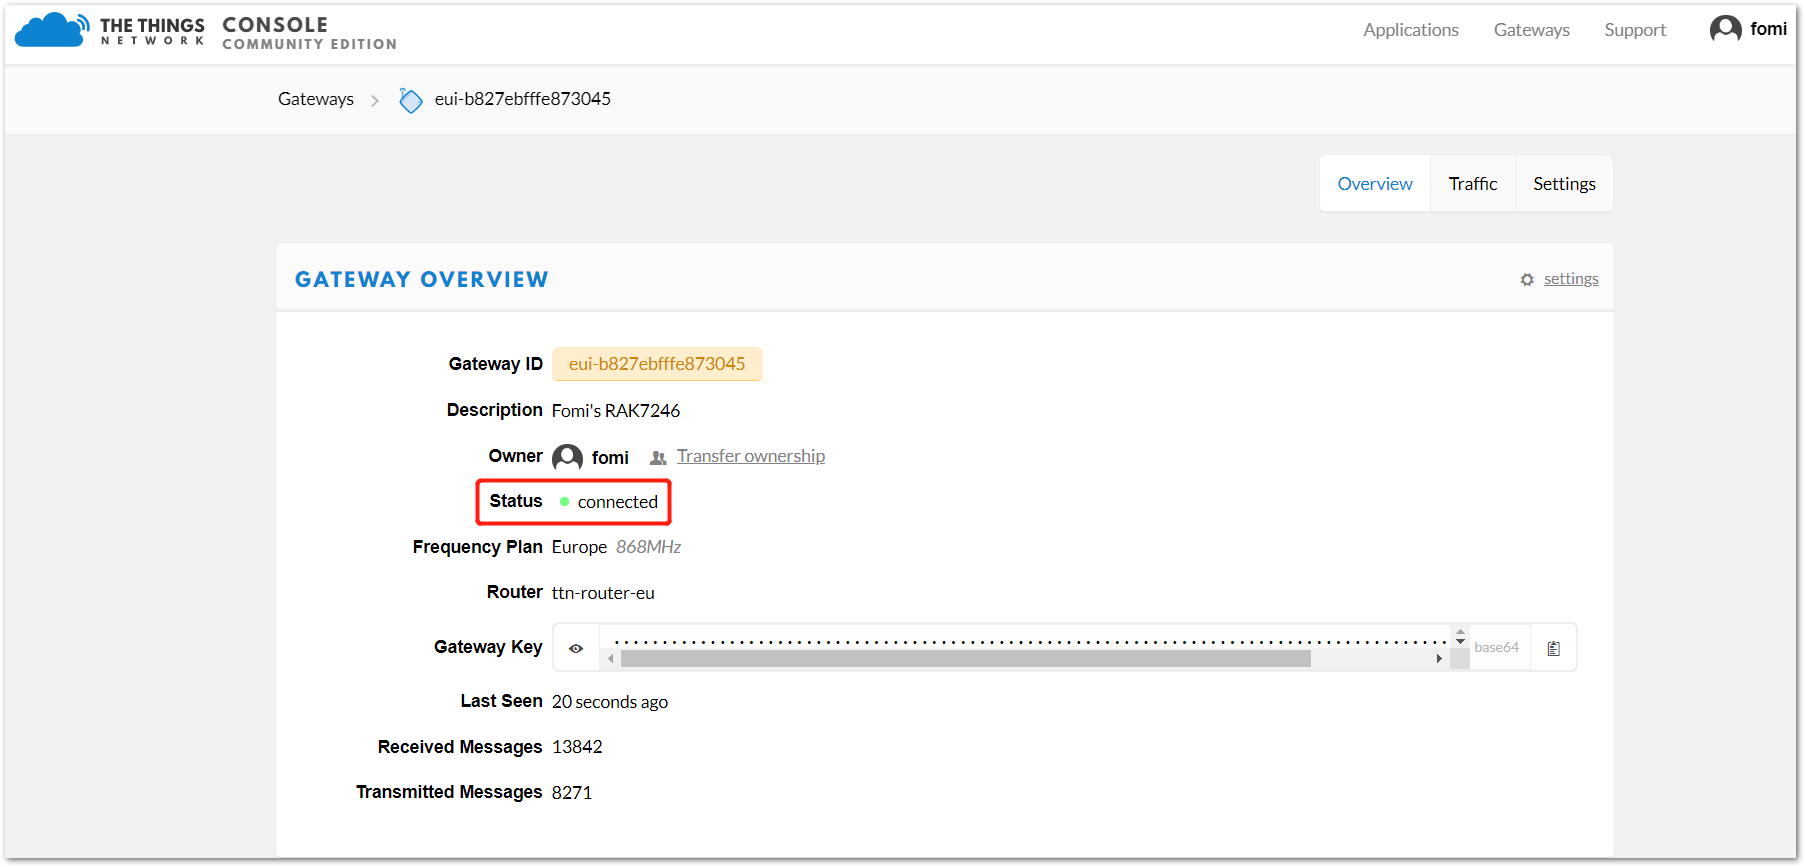 THE THINGS NETWORK CONSOLE COMMUNITY EDITION
Applications Gateways Support fomi
Gateways > eui-b827ebfffe873045
Overview Traffic Settings
GATEWAY OVERVIEW settings
Gateway ID eui-b827ebfffe873045
Description Fomi's RAK7246
Owner fomi Transfer ownership
Status connected
Frequency Plan Europe 868MHz
Router ttn-router-eu
Gateway Key base64
Last Seen 20 seconds ago
Received Messages 13842
Transmitted Messages 8271